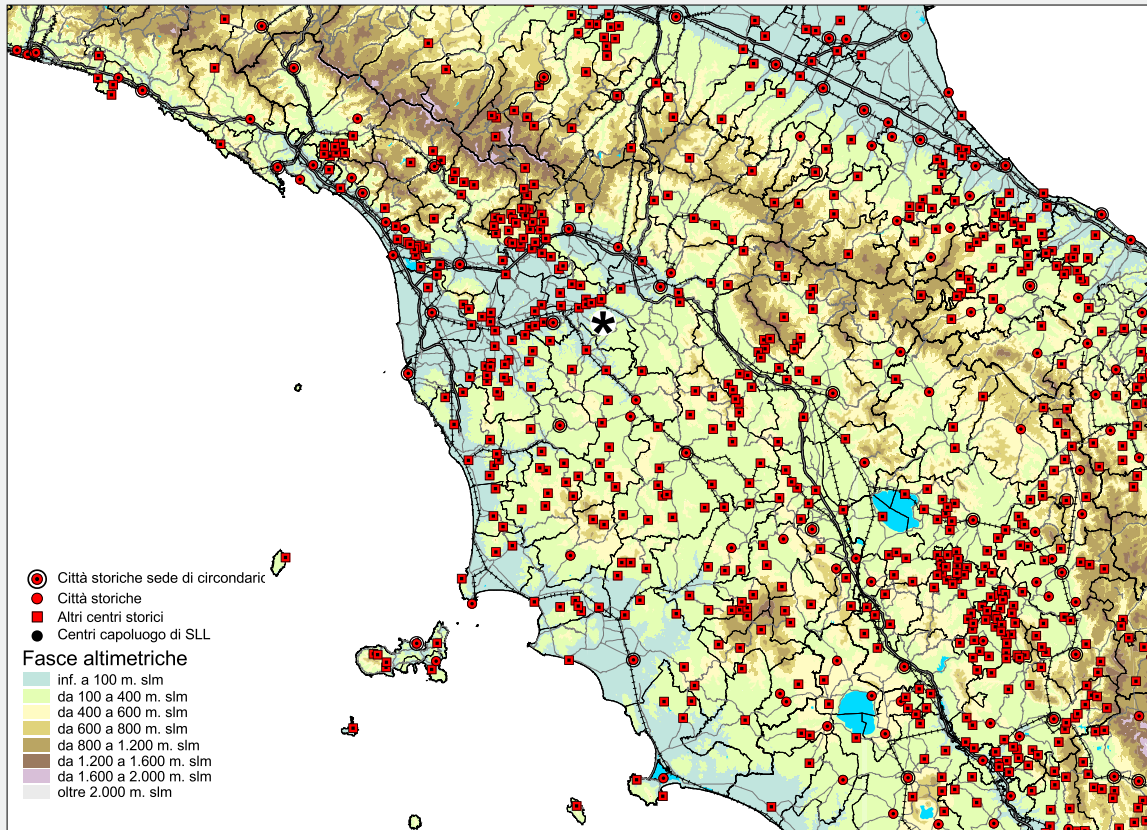 Città storiche sede di circondaric
Città storiche
Altri centri storici
Centri capoluogo di SLL
Fasce altimetriche
inf. a 100 m. slm
da 100 a 400 m. slm
da 400 a 600 m. slm
da 600 a 800 m. slm
da 800 a 1.200 m. slm
da 1.200 a 1.600 m. slm
da 1.600 a 2.000 m. slm
oltre 2.000 m. slm
*